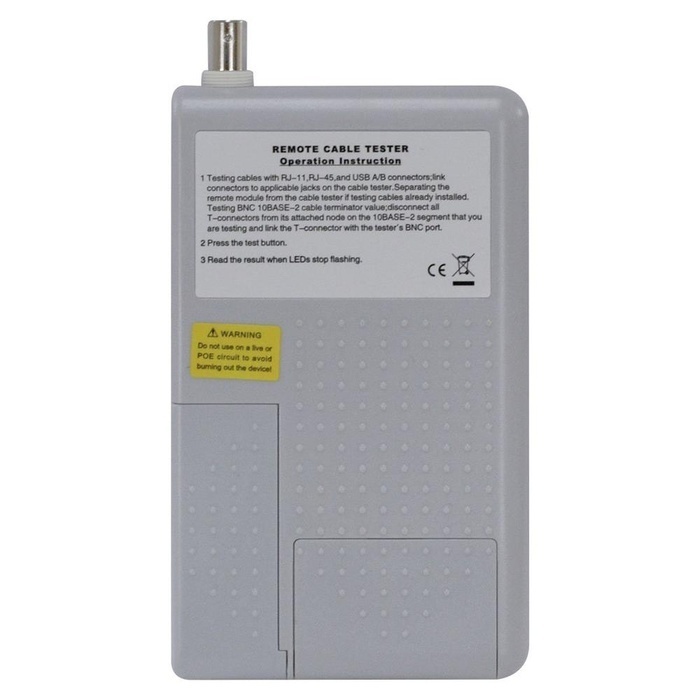 REMOTE CABLE TESTER
Operation Instruction
1 Testing cables with RJ-11,RJ-45,and USB A/B connectors;link
connectors to applicable jacks on the cable tester.Separating the
remote module from the cable tester if testing cables already installed.
Testing BNC 10BASE-2 cable terminator value;disconnect all
T-connectors from its attached node on the 10BASE-2 segment that you
are testing and link the T-connector with the tester's BNC port.
2 Press the test button.
3 Read the result when LEDs stop flashing.
CE
⚠ WARNING
Do not use on a live or
POE circuit to avoid
burning out the device!